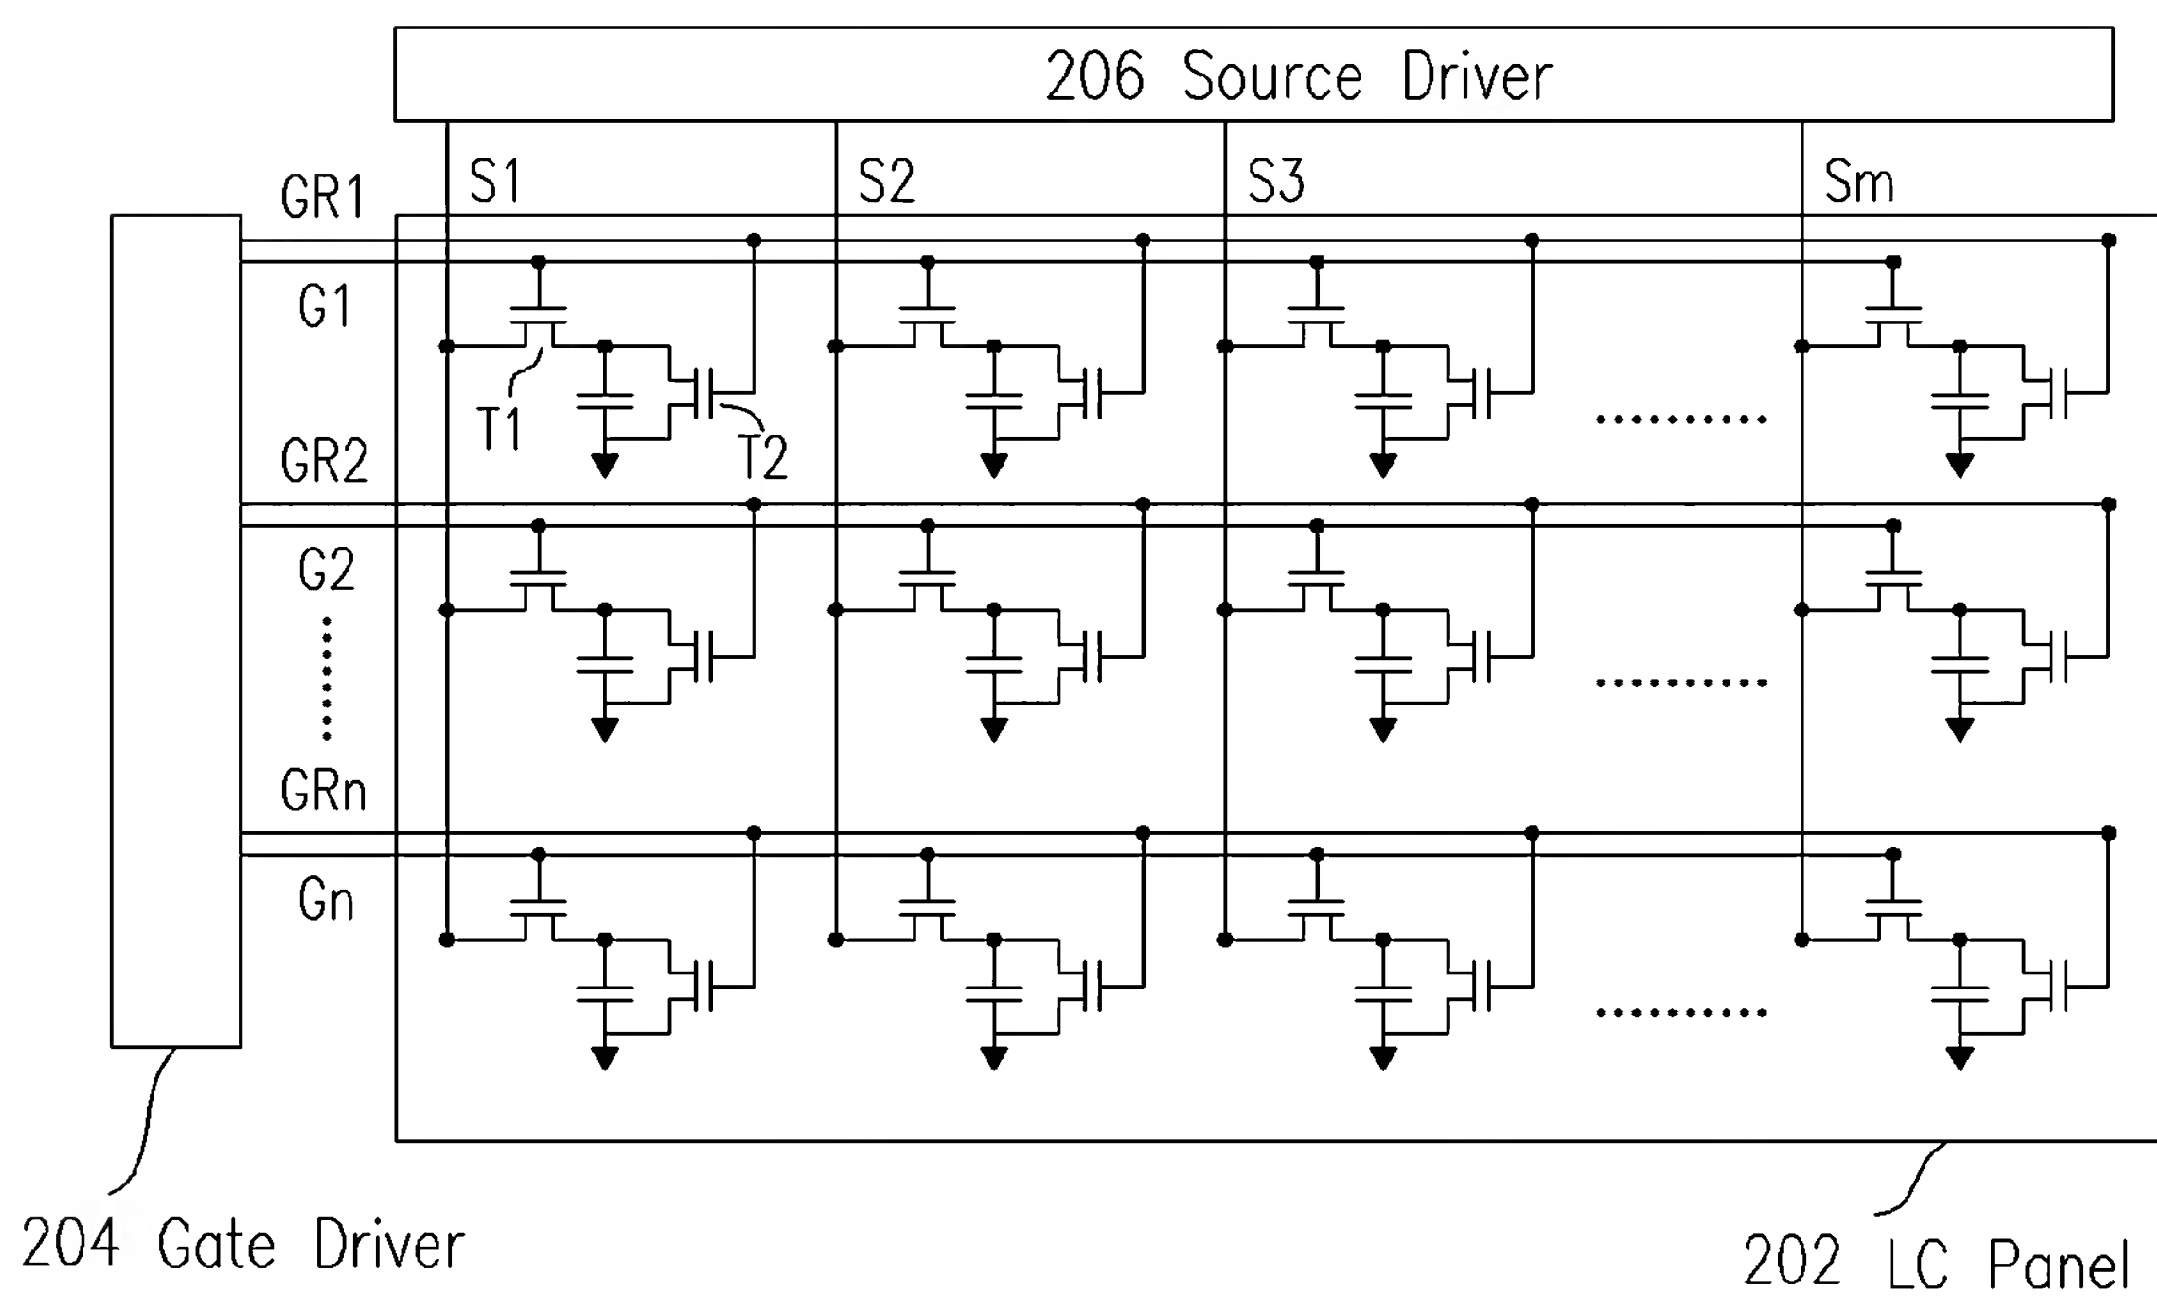 206 Source Driver
S1 S2 S3 Sm
GR1
G1
T1
T2
GR2
G2
GRn
Gn
204 Gate Driver
202 LC Panel